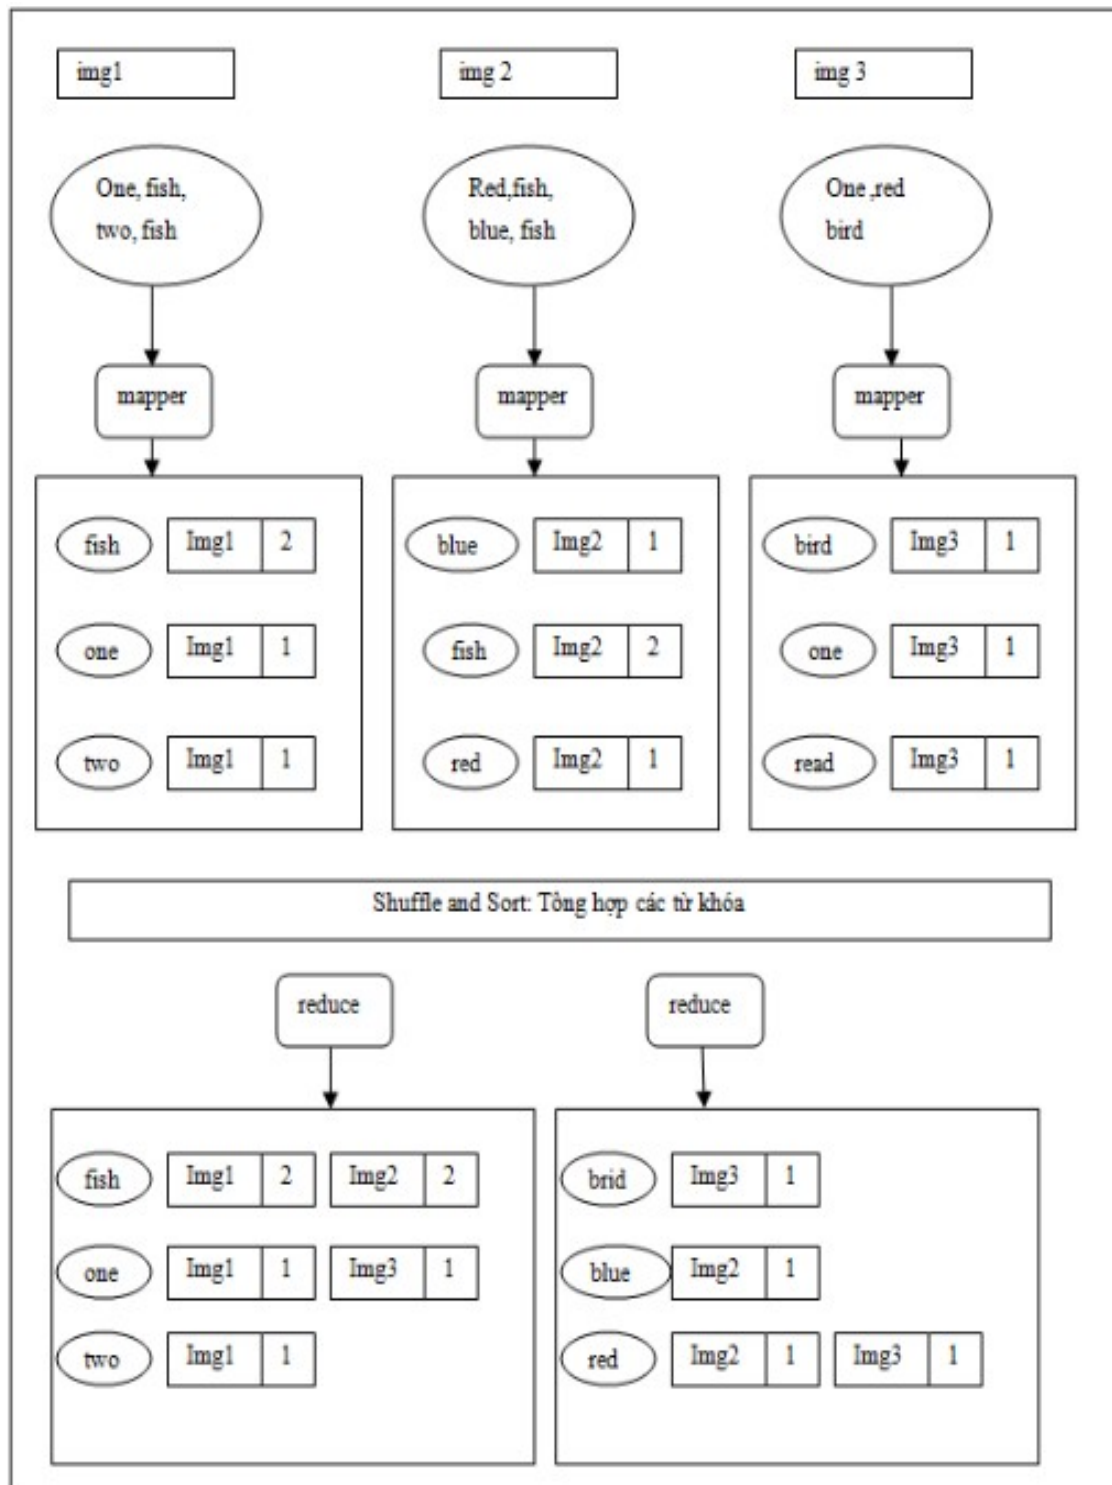 img1
img 2
img 3
One, fish,
two, fish
Red,fish,
blue, fish
One ,red
bird
mapper
mapper
mapper
fish Img1 2
one Img1 1
two Img1 1
blue Img2 1
fish Img2 2
red Img2 1
bird Img3 1
one Img3 1
read Img3 1
Shuffle and Sort: Tông hợp các từ khóa
reduce
reduce
fish Img1 2 Img2 2
one Img1 1 Img3 1
two Img1 1
brid Img3 1
blue Img2 1
red Img2 1 Img3 1